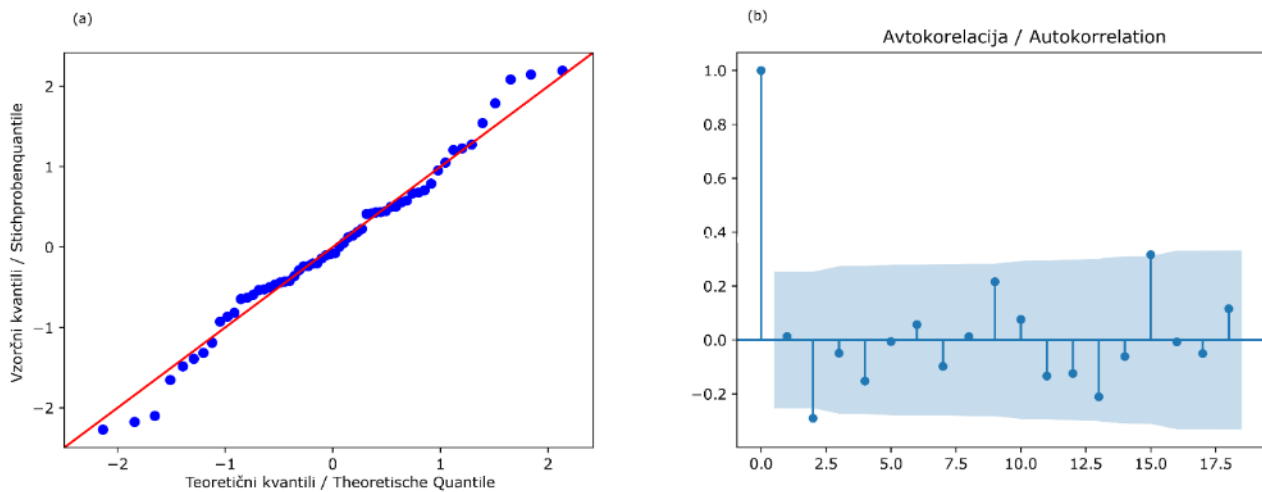 (a)
2
1
0
−1
−2
Vzorčni kvantili / Stichprobenquantile
−2 −1 0 1 2
Teoretični kvantili / Theoretische Quantile
(b)
Avtokorelacija / Autokorrelation
1.0
0.8
0.6
0.4
0.2
0.0
−0.2
0.0 2.5 5.0 7.5 10.0 12.5 15.0 17.5